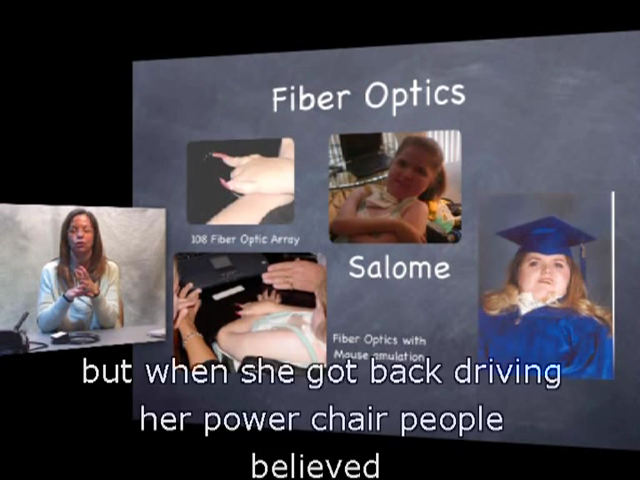 Fiber Optics
108 Fiber Optic Array
Salome
Fiber Optics with
Mouse emulation
but when she got back driving
her power chair people
believed